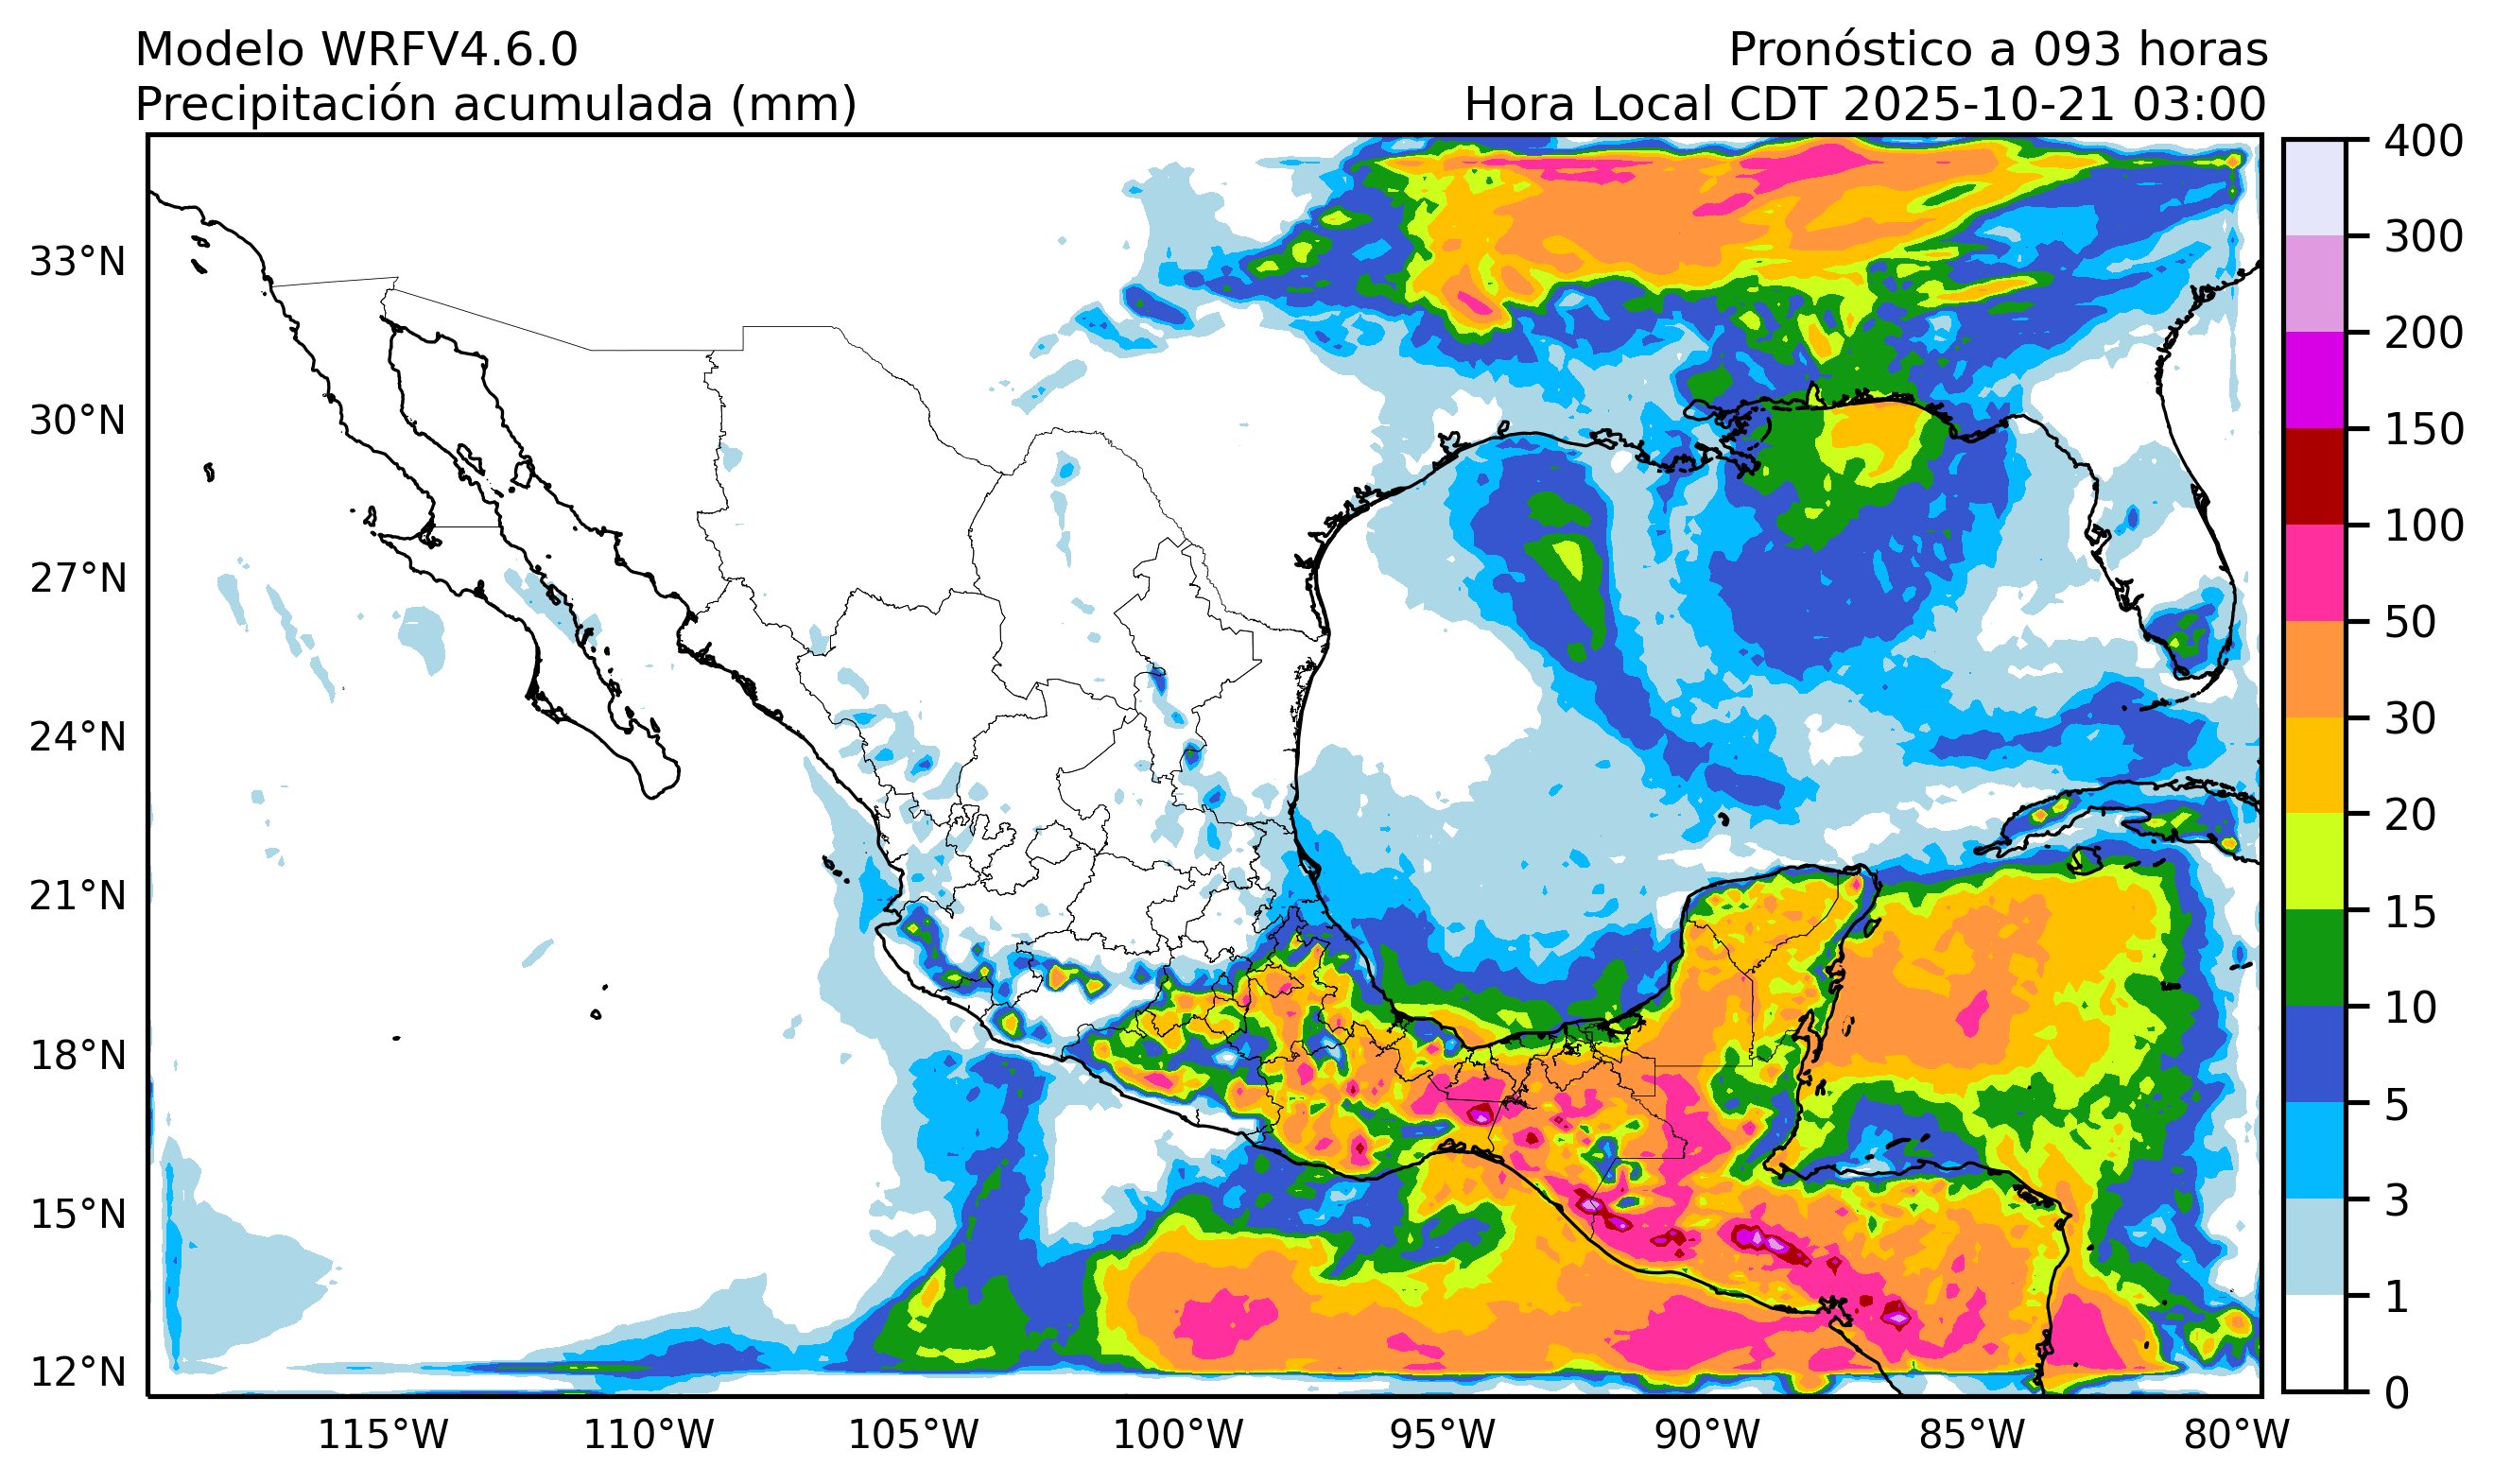 Modelo WRFV4.6.0
Pronóstico a 093 horas
Precipitación acumulada (mm)
Hora Local CDT 2025-10-21 03:00
33°N
30°N
27°N
24°N
21°N
18°N
15°N
12°N
115°W
110°W
105°W
100°W
95°W
90°W
85°W
80°W
400
300
200
150
100
50
30
20
15
10
5
3
1
0